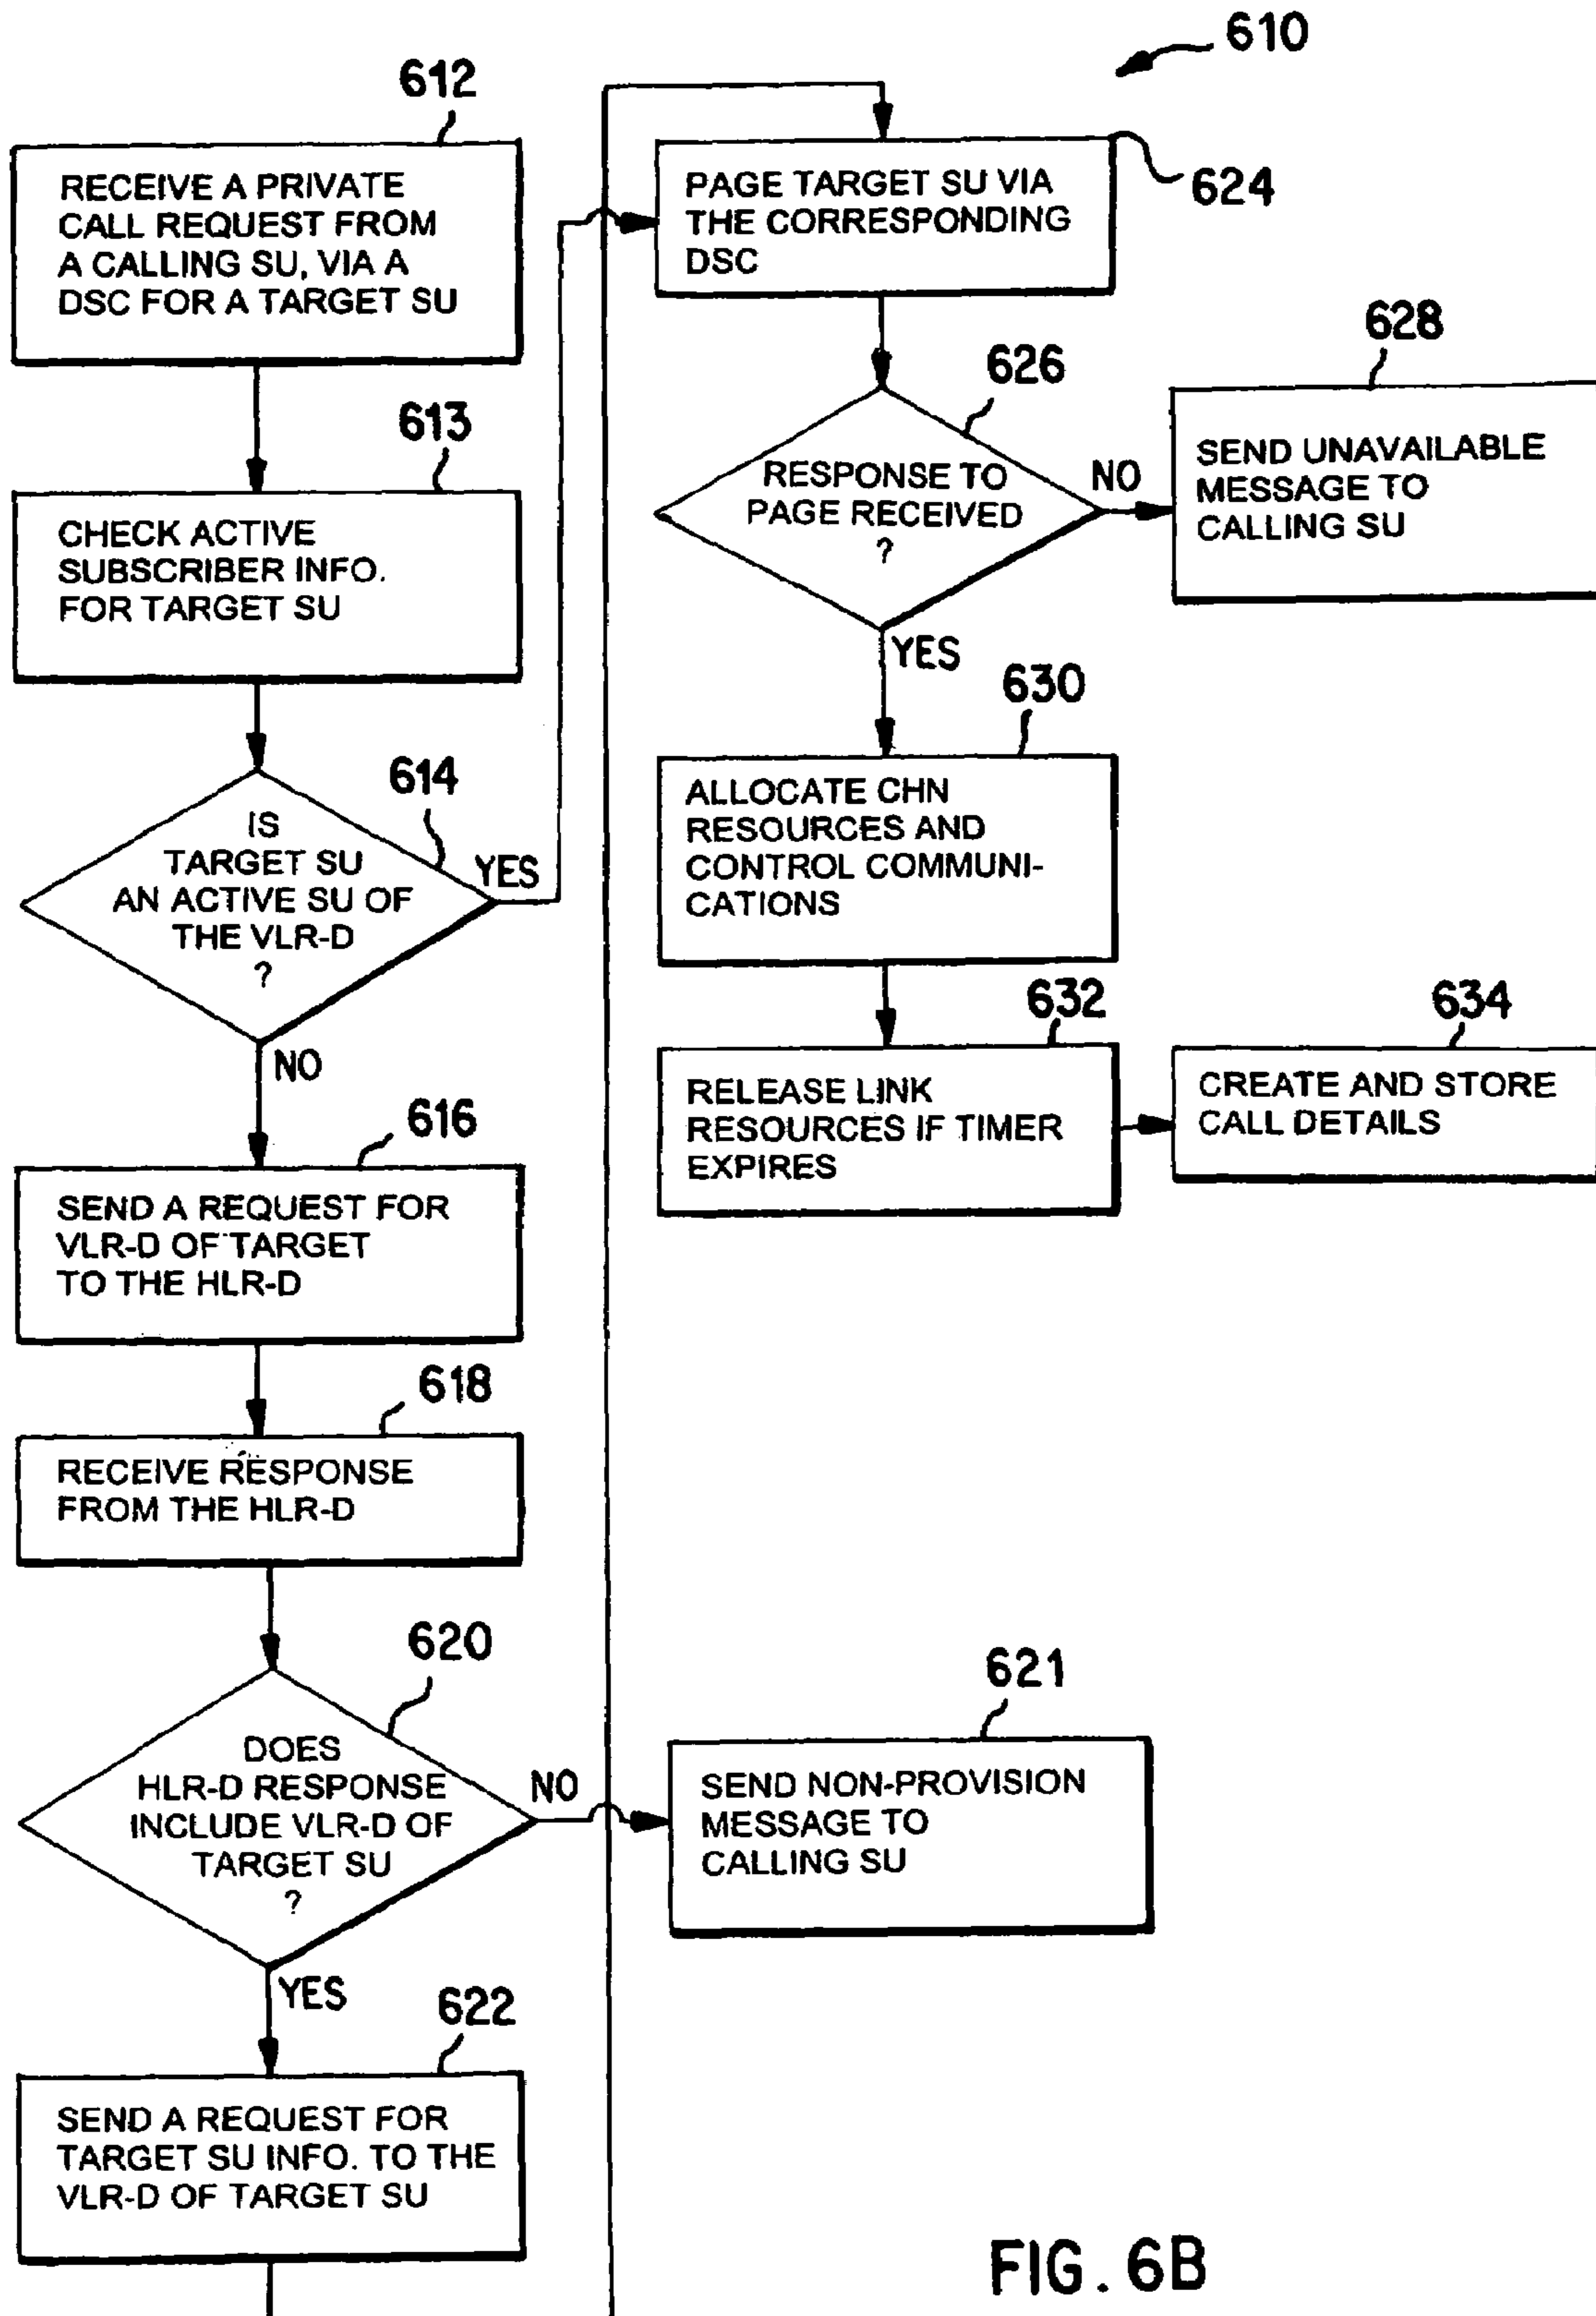 610
612
RECEIVE A PRIVATE
CALL REQUEST FROM
A CALLING SU, VIA A
DSC FOR A TARGET SU
613
CHECK ACTIVE
SUBSCRIBER INFO.
FOR TARGET SU
614
IS
TARGET SU
AN ACTIVE SU OF
THE VLR-D
?
YES
NO
616
SEND A REQUEST FOR
VLR-D OF TARGET
TO THE HLR-D
618
RECEIVE RESPONSE
FROM THE HLR-D
620
DOES
HLR-D RESPONSE
INCLUDE VLR-D OF
TARGET SU
?
NO
YES
621
SEND NON-PROVISION
MESSAGE TO
CALLING SU
622
SEND A REQUEST FOR
TARGET SU INFO. TO THE
VLR-D OF TARGET SU
624
PAGE TARGET SU VIA
THE CORRESPONDING
DSC
626
RESPONSE TO
PAGE RECEIVED
?
NO
YES
628
SEND UNAVAILABLE
MESSAGE TO
CALLING SU
630
ALLOCATE CHN
RESOURCES AND
CONTROL COMMUNI-
CATIONS
632
RELEASE LINK
RESOURCES IF TIMER
EXPIRES
634
CREATE AND STORE
CALL DETAILS
FIG. 6B